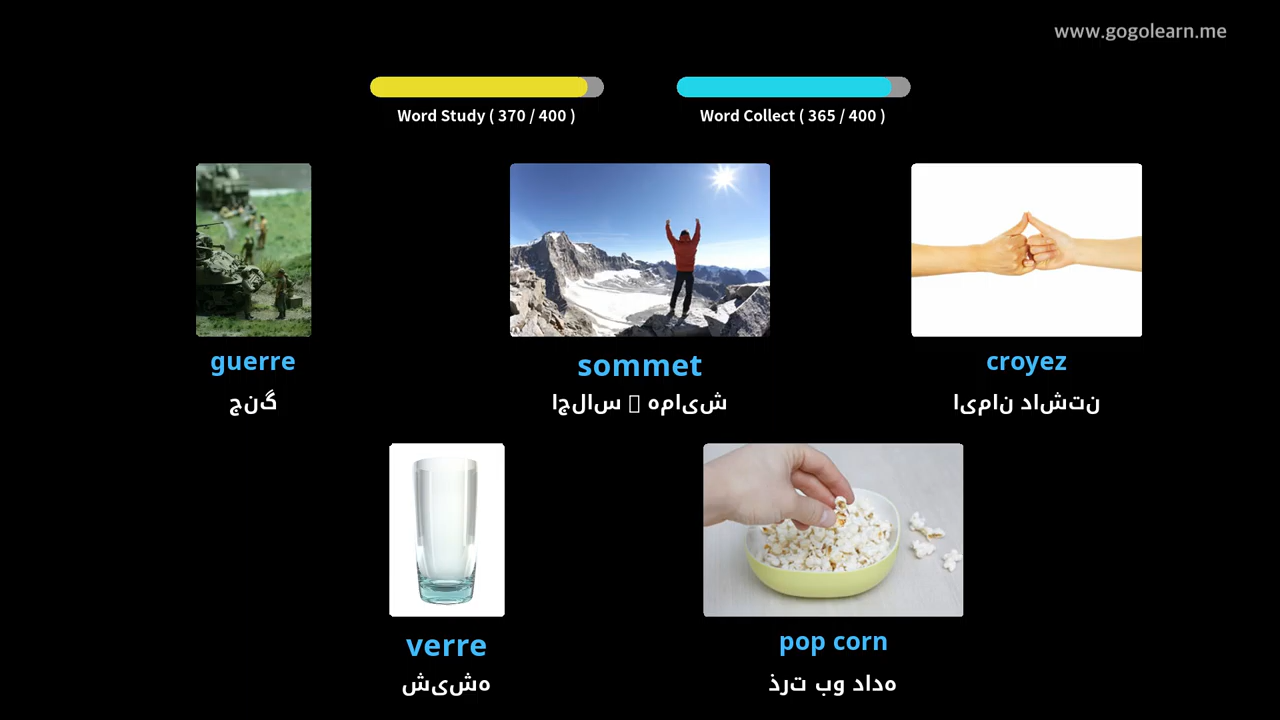 www.gogolearn.me
Word Study ( 370 / 400 )
Word Collect ( 365 / 400 )
guerre
sommet
croyez
گنج
شیامه سالجا
نتشاد نامیا
verre
pop corn
هشیش
هداد وب ترذ